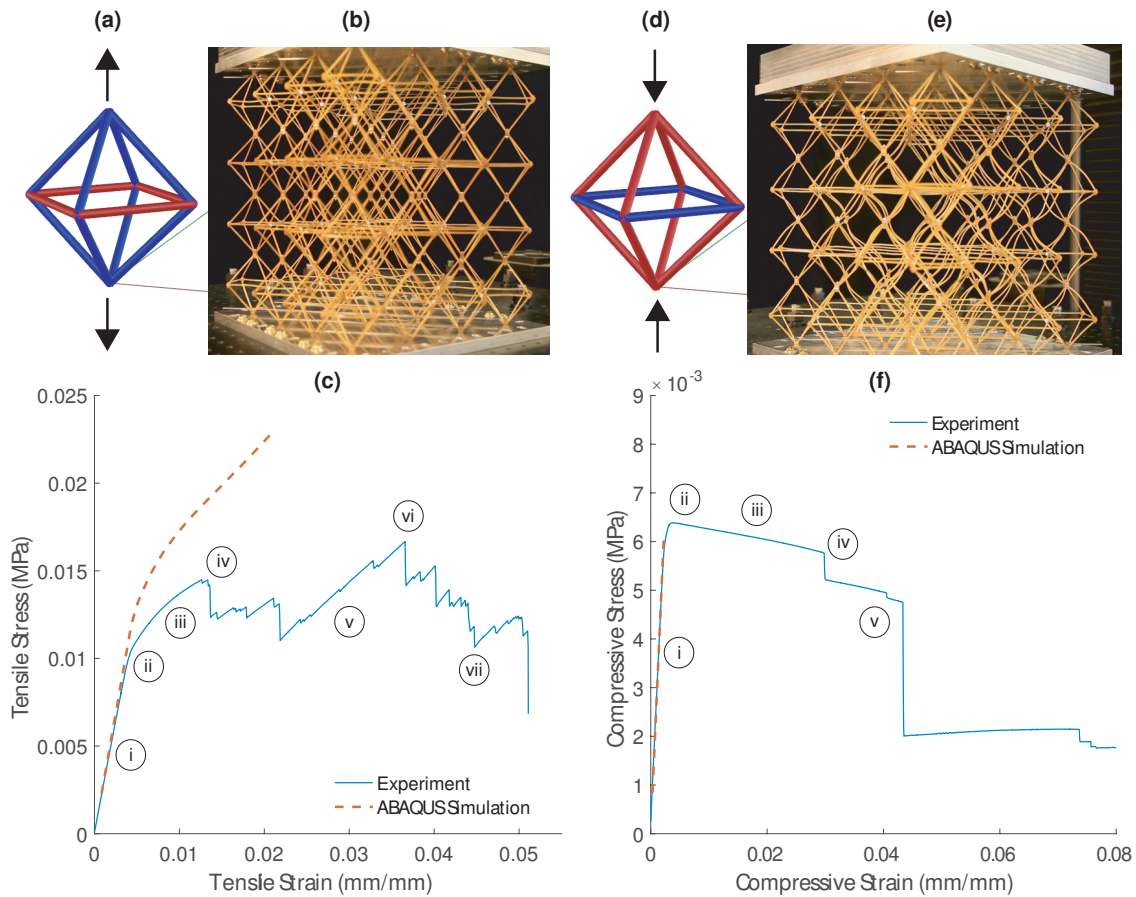 (a)
(b)
(d)
(e)
(c)
0.025
0.02
0.015
0.01
0.005
0
Tensile Stress (MPa)
i
ii
iii
iv
v
vi
vii
Experiment
ABAQUS Simulation
0
0.01
0.02
0.03
0.04
0.05
Tensile Strain (mm/mm)
(f)
× 10⁻³
9
8
7
6
5
4
3
2
1
0
Compressive Stress (MPa)
i
ii
iii
iv
v
Experiment
ABAQUS Simulation
0
0.02
0.04
0.06
0.08
Compressive Strain (mm/mm)